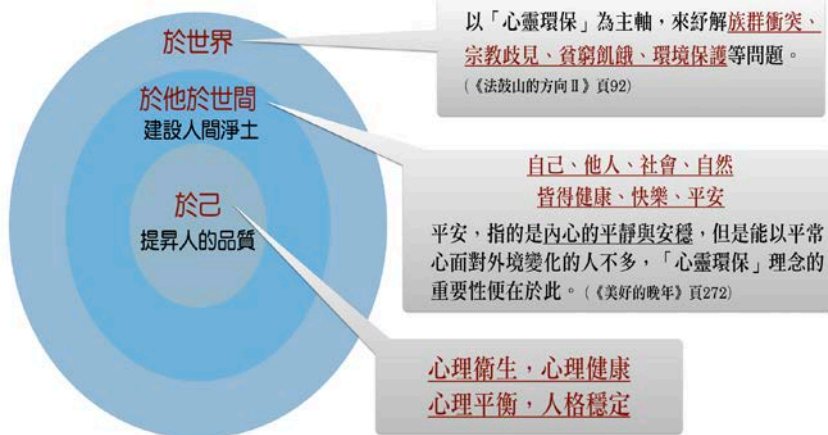 於世界
以「心靈環保」為主軸，來紓解族群衝突、
宗教歧見、貧窮飢餓、環境保護等問題。
(《法鼓山的方向Ⅱ》頁92)
於他於世間
建設人間淨土
自己、他人、社會、自然
皆得健康、快樂、平安
平安，指的是內心的平靜與安穩，但是能以平常
心面對外境變化的人不多，「心靈環保」理念的
重要性便在於此。(《美好的晚年》頁272)
於己
提昇人的品質
心理衛生，心理健康
心理平衡，人格穩定